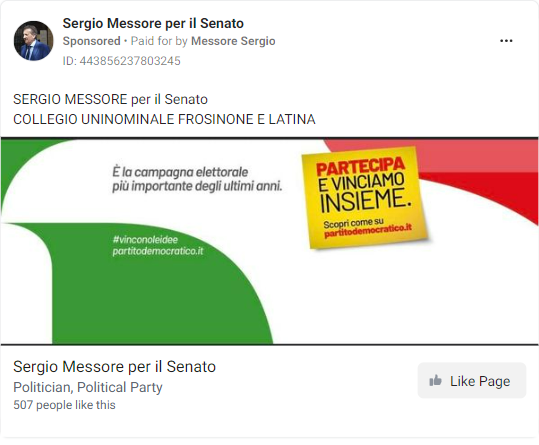 Sergio Messore per il Senato
Sponsored • Paid for by Messore Sergio
ID: 443856237803245
SERGIO MESSORE per il Senato
COLLEGIO UNINOMINALE FROSINONE E LATINA
È la campagna elettorale
più importante degli ultimi anni.
#vinconoleidee
partitodemocratico.it
PARTECIPA
E VINCIAMO
INSIEME.
Scopri come su
partitodemocratico.it
Sergio Messore per il Senato
Politician, Political Party
507 people like this
Like Page